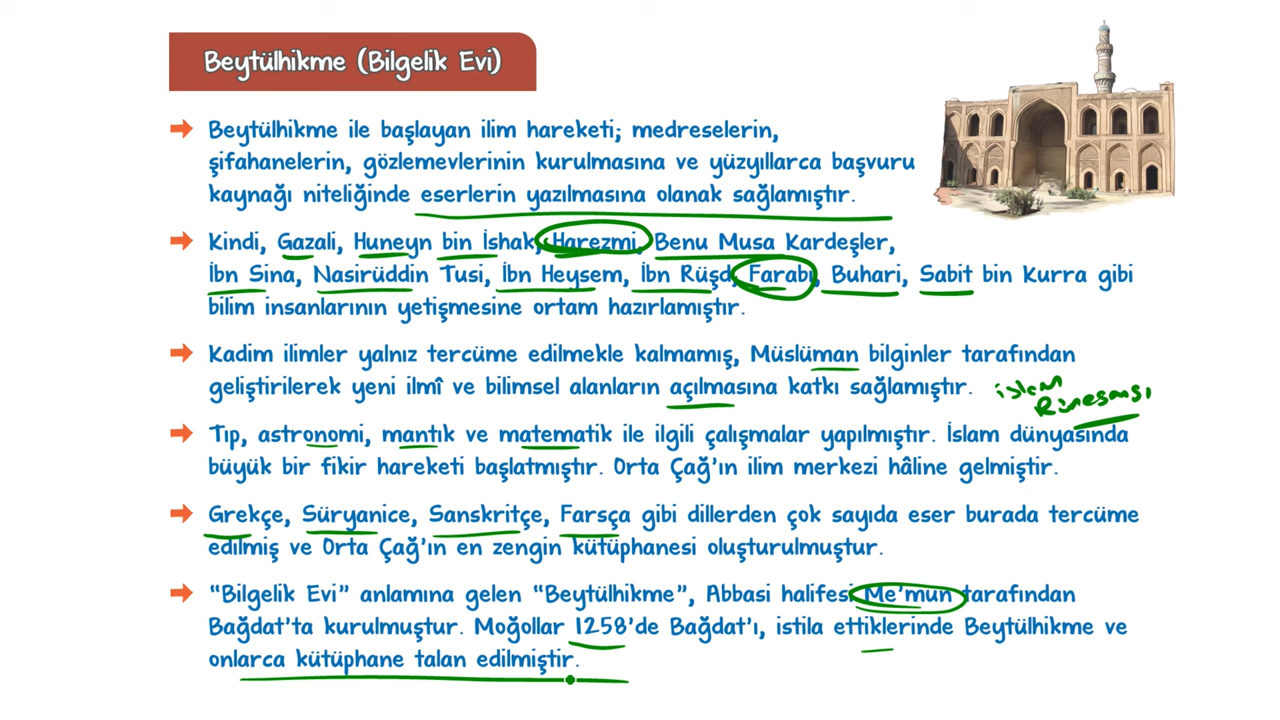 Beytülhikme (Bilgelik Evi)
Beytülhikme ile başlayan ilim hareketi; medreselerin,
şifahanelerin, gözlemevlerinin kurulmasına ve yüzyıllarca başvuru
kaynağı niteliğinde eserlerin yazılmasına olanak sağlamıştır.
Kindi, Gazali, Huneyn bin İshak, Harezmi, Benu Musa Kardeşler,
İbn Sina, Nasirüddin Tusi, İbn Heysem, İbn Rüşd, Farabi, Buhari, Sabit bin Kurra gibi
bilim insanlarının yetişmesine ortam hazırlamıştır.
Kadim ilimler yalnız tercüme edilmekle kalmamış, Müslüman bilginler tarafından
geliştirilerek yeni ilmî ve bilimsel alanların açılmasına katkı sağlamıştır.
islam
Rönesansı
Tıp, astronomi, mantık ve matematik ile ilgili çalışmalar yapılmıştır. İslam dünyasında
büyük bir fikir hareketi başlatmıştır. Orta Çağ'ın ilim merkezi hâline gelmiştir.
Grekçe, Süryanice, Sanskritçe, Farsça gibi dillerden çok sayıda eser burada tercüme
edilmiş ve Orta Çağ'ın en zengin kütüphanesi oluşturulmuştur.
"Bilgelik Evi" anlamına gelen "Beytülhikme", Abbasi halifesi Me'mun tarafından
Bağdat'ta kurulmuştur. Moğollar 1258'de Bağdat'ı, istila ettiklerinde Beytülhikme ve
onlarca kütüphane talan edilmiştir.